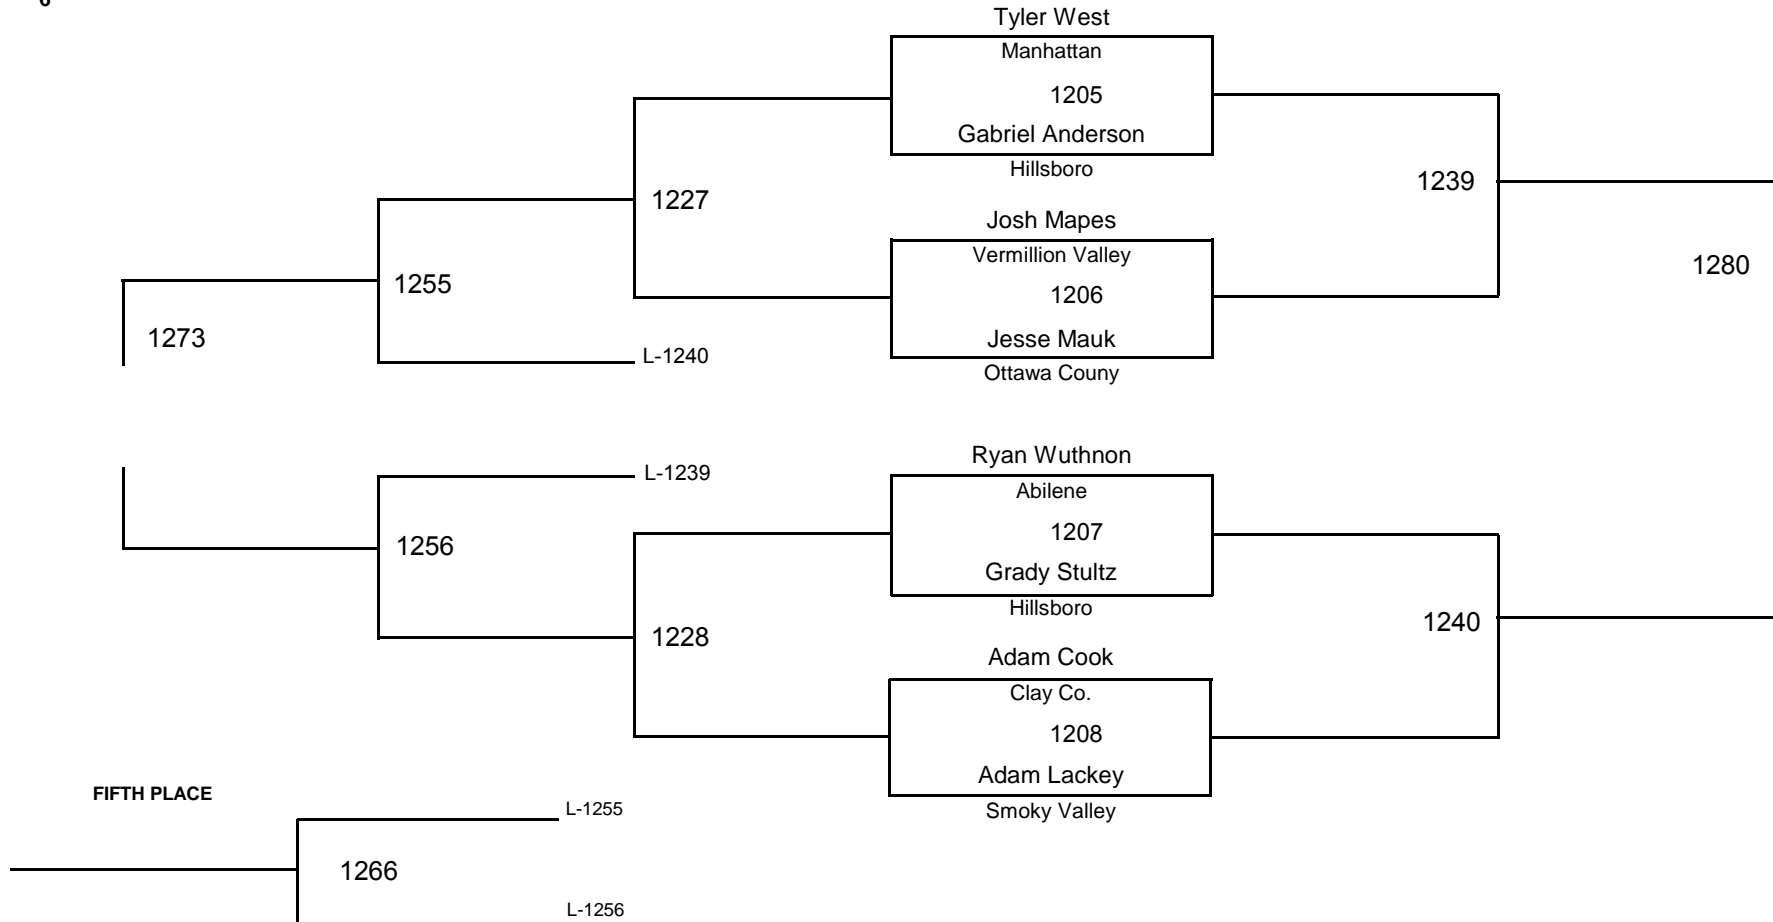 6
Tyler West
Manhattan
1205
Gabriel Anderson
Hillsboro
1227
1239
Josh Mapes
Vermillion Valley
1255
1206
1280
1273
Jesse Mauk
L-1240
Ottawa Couny
Ryan Wuthnon
L-1239
Abilene
1256
1207
Grady Stultz
Hillsboro
1228
1240
Adam Cook
Clay Co.
1208
Adam Lackey
FIFTH PLACE
L-1255
Smoky Valley
1266
L-1256